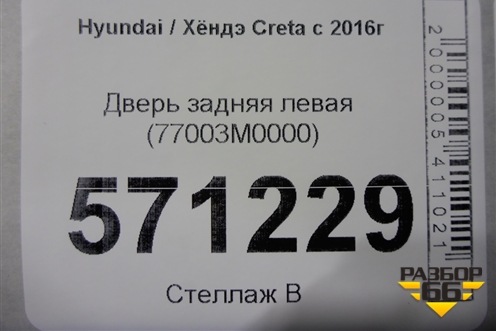 Hyundai / Хёндэ Creta с 2016г
Дверь задняя левая
(77003M0000)
571229
Стеллаж В
2000005411021
РАЗБОР
66